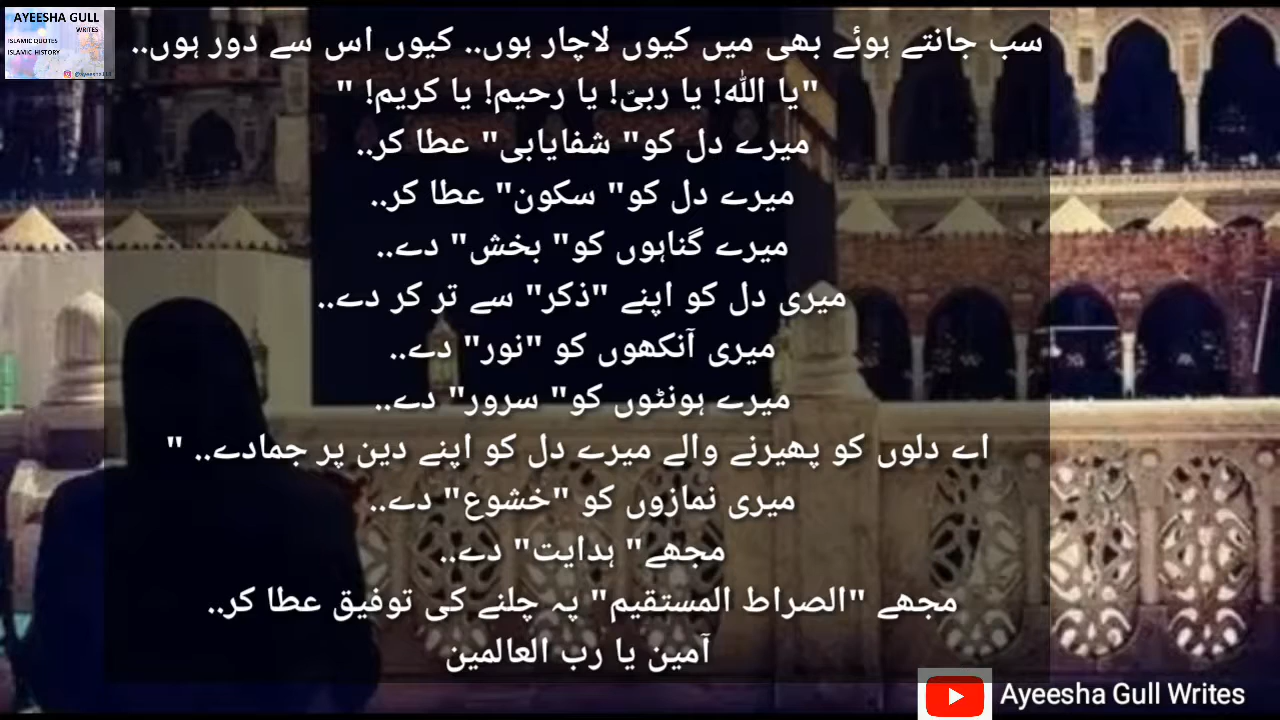 AYEESHA GULL
WRITES
ISLAMIC QUOTES
ISLAMIC HISTORY
سب جانتے ہوئے بھی میں کیوں لاچار ہوں.. کیوں اس سے دور ہوں..
"یا اللہ! یا ربیّ! یا رحیم! یا کریم! "
میرے دل کو" شفایابی" عطا کر..
میرے دل کو" سکون" عطا کر..
میرے گناہوں کو" بخش" دے..
میری دل کو اپنے "ذکر" سے تر کر دے..
میری آنکھوں کو "نور" دے..
میرے ہونٹوں کو" سرور" دے..
اے دلوں کو پھیرنے والے میرے دل کو اپنے دین پر جمادے.. "
میری نمازوں کو "خشوع" دے..
مجھے" ہدایت" دے..
مجھے "الصراط المستقیم" پہ چلنے کی توفیق عطا کر..
آمین یا رب العالمین
Ayeesha Gull Writes